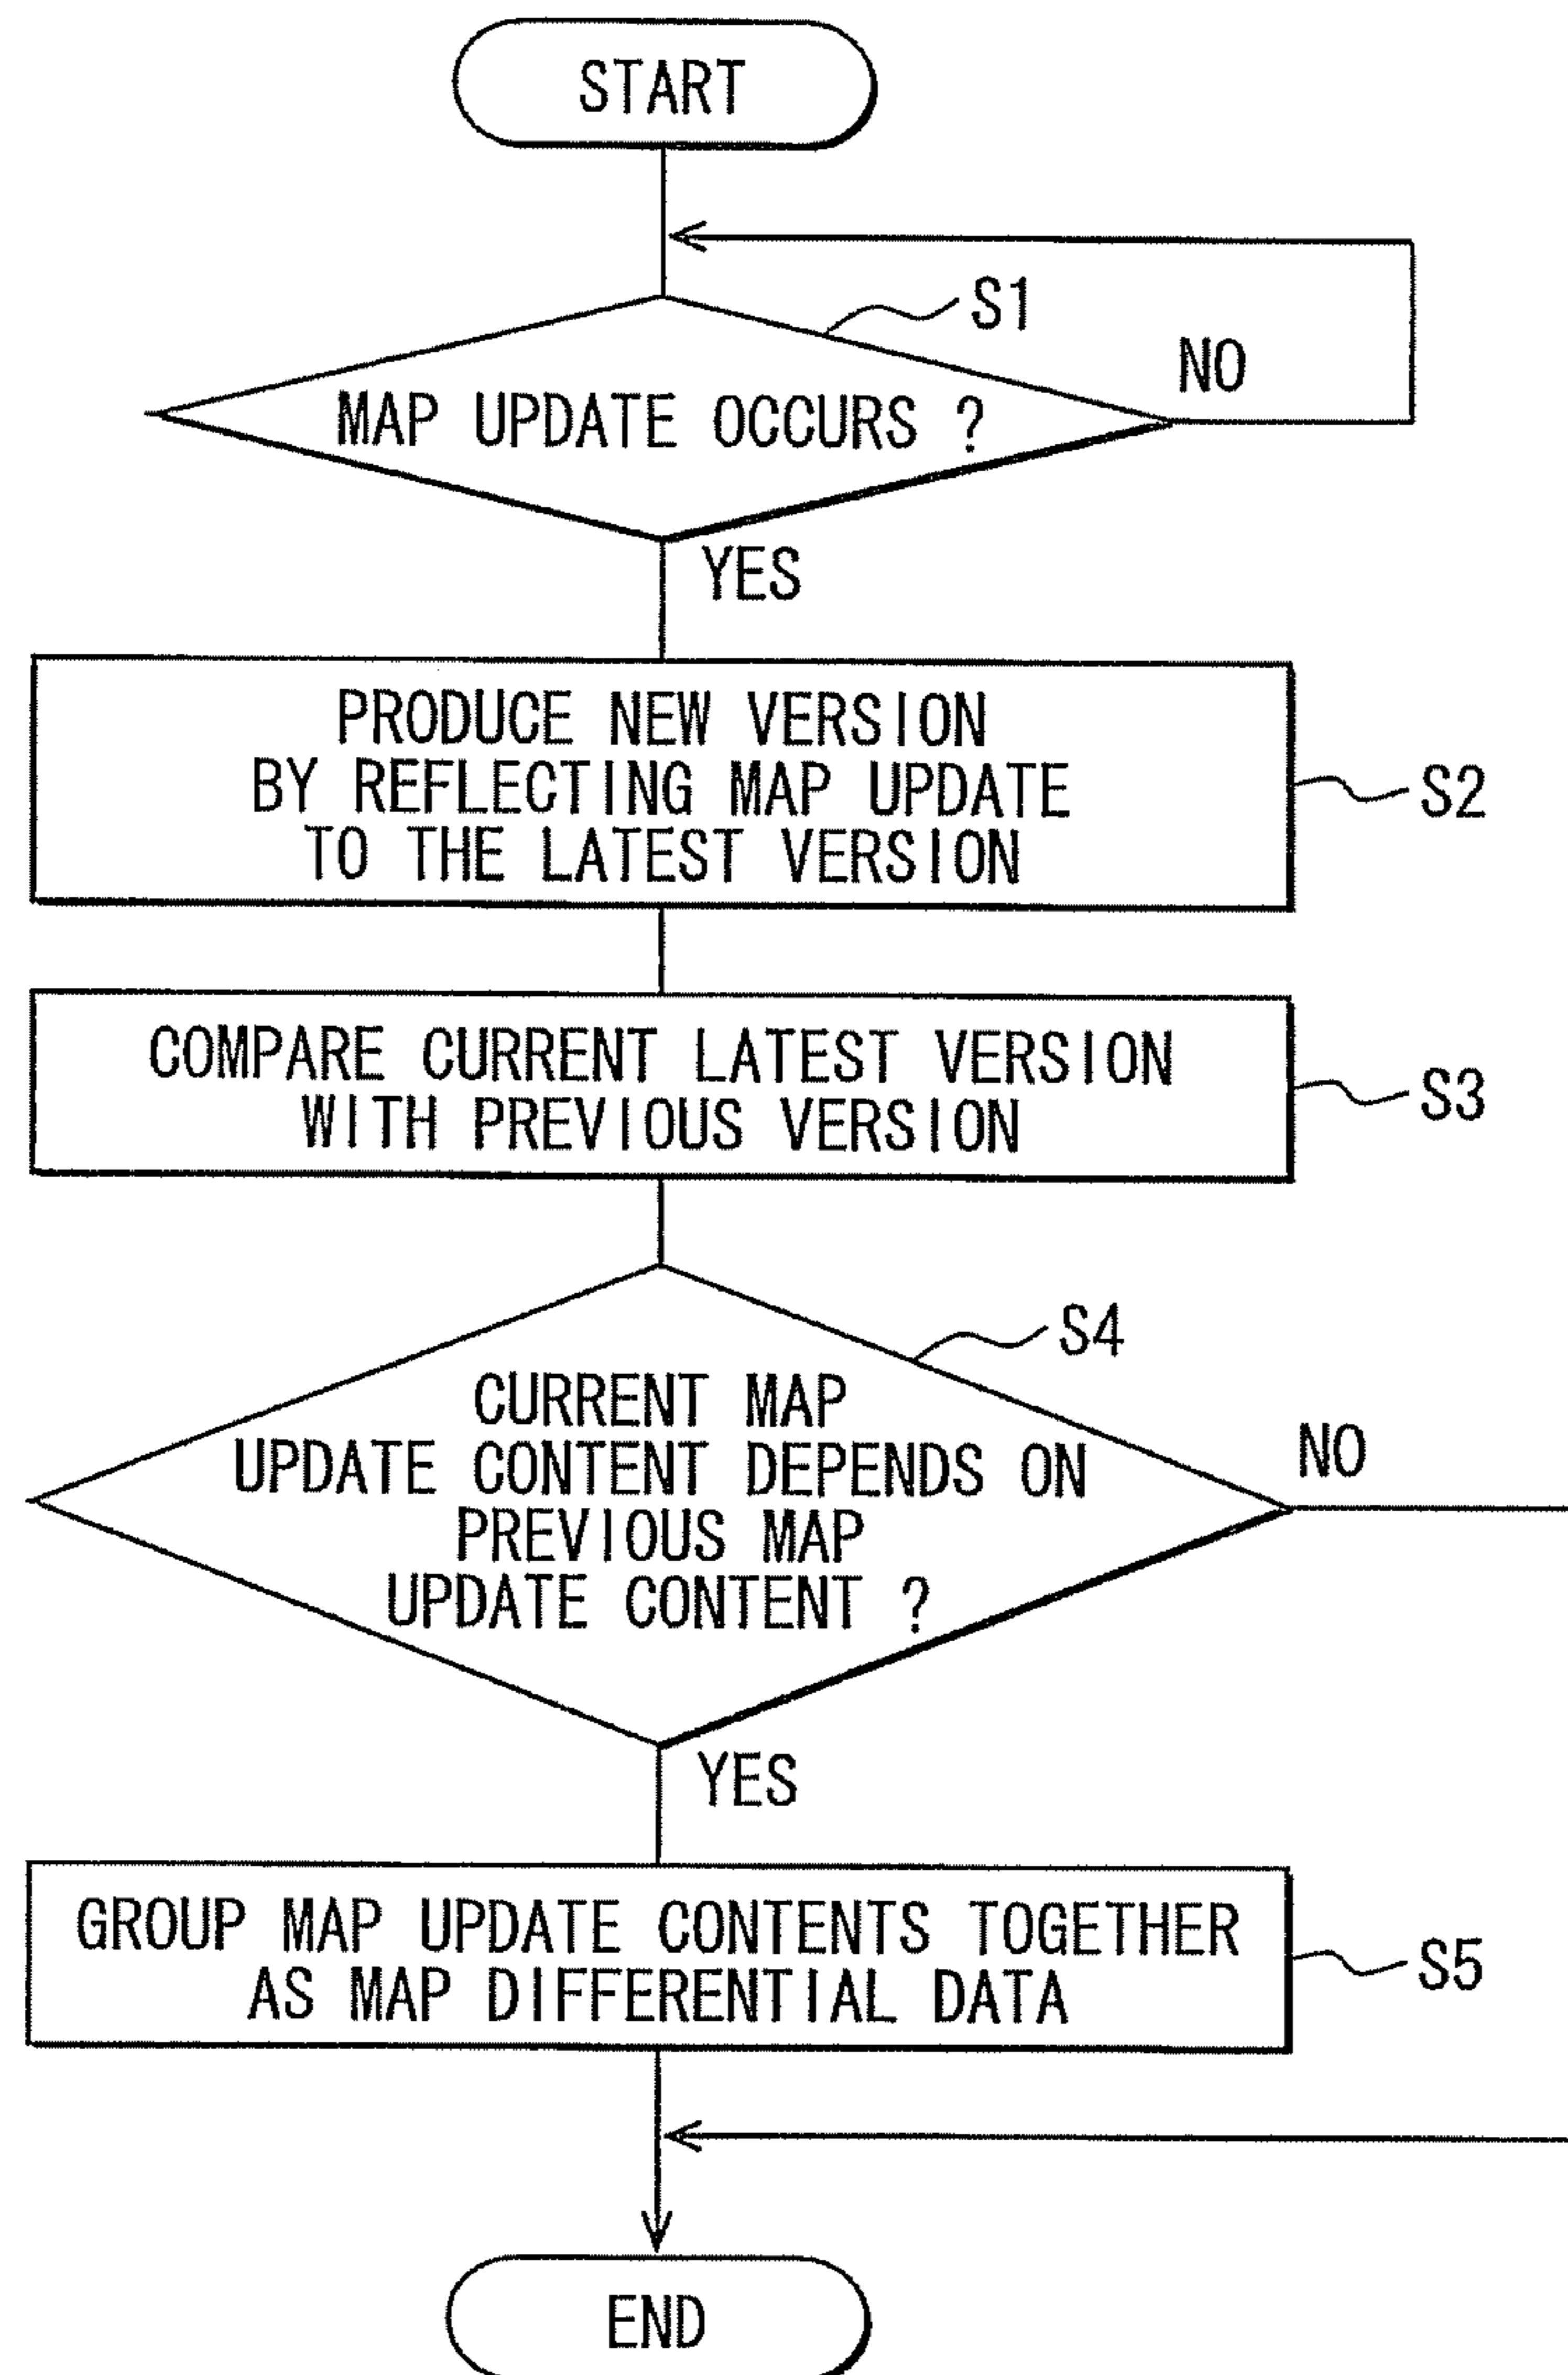 START
S1
NO
MAP UPDATE OCCURS ?
YES
PRODUCE NEW VERSION
BY REFLECTING MAP UPDATE
TO THE LATEST VERSION
S2
COMPARE CURRENT LATEST VERSION
WITH PREVIOUS VERSION
S3
S4
CURRENT MAP
UPDATE CONTENT DEPENDS ON
PREVIOUS MAP
UPDATE CONTENT ?
NO
YES
GROUP MAP UPDATE CONTENTS TOGETHER
AS MAP DIFFERENTIAL DATA
S5
END